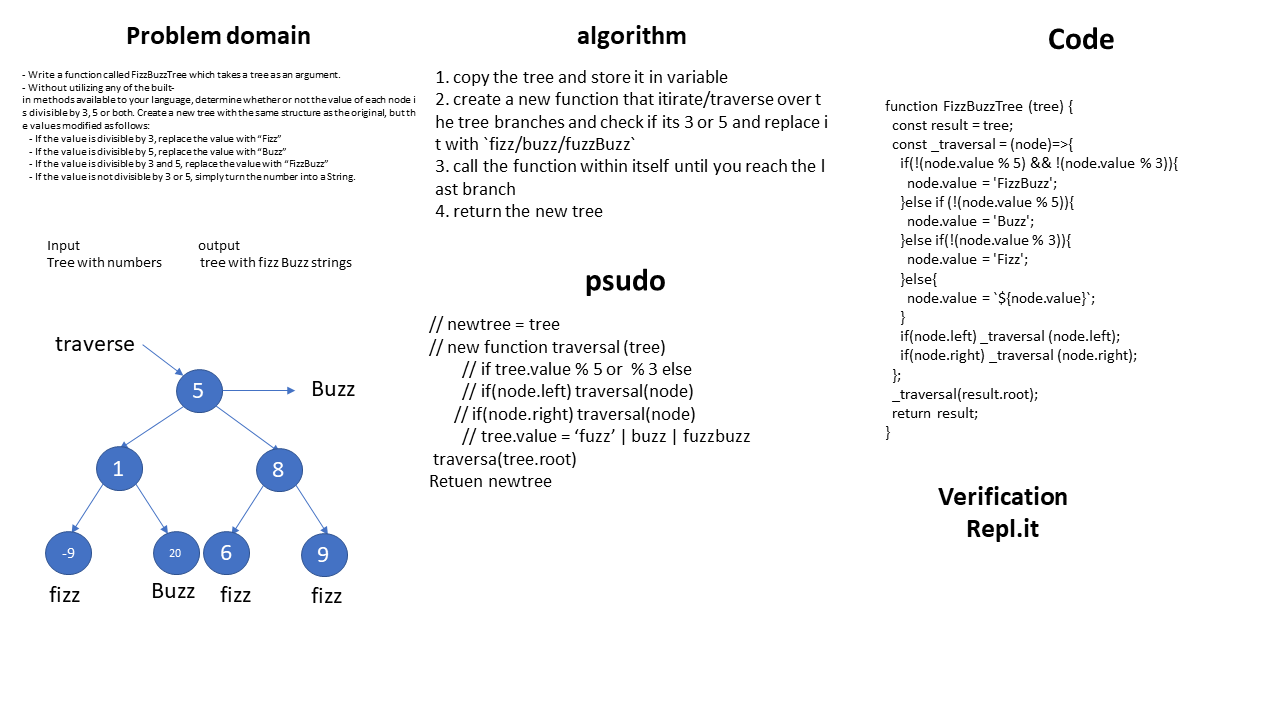 Problem domain
- Write a function called FizzBuzzTree which takes a tree as an argument.
- Without utilizing any of the built-
in methods available to your language, determine whether or not the value of each node i
s divisible by 3, 5 or both. Create a new tree with the same structure as the original, but th
e values modified as follows:
- If the value is divisible by 3, replace the value with “Fizz”
- If the value is divisible by 5, replace the value with “Buzz”
- If the value is divisible by 3 and 5, replace the value with “FizzBuzz”
- If the value is not divisible by 3 or 5, simply turn the number into a String.
Input output
Tree with numbers tree with fizz Buzz strings
traverse
5 Buzz
1 8
-9 20 6 9
fizz Buzz fizz fizz
algorithm
1. copy the tree and store it in variable
2. create a new function that itirate/traverse over t
he tree branches and check if its 3 or 5 and replace i
t with `fizz/buzz/fuzzBuzz`
3. call the function within itself until you reach the l
ast branch
4. return the new tree
psudo
// newtree = tree
// new function traversal (tree)
// if tree.value % 5 or % 3 else
// if(node.left) traversal(node)
// if(node.right) traversal(node)
// tree.value = ‘fuzz’ | buzz | fuzzbuzz
traversa(tree.root)
Retuen newtree
Code
function FizzBuzzTree (tree) {
const result = tree;
const _traversal = (node)=>{
if(!(node.value % 5) && !(node.value % 3)){
node.value = 'FizzBuzz';
}else if (!(node.value % 5)){
node.value = 'Buzz';
}else if(!(node.value % 3)){
node.value = 'Fizz';
}else{
node.value = `${node.value}`;
}
if(node.left) _traversal (node.left);
if(node.right) _traversal (node.right);
};
_traversal(result.root);
return result;
}
Verification
Repl.it